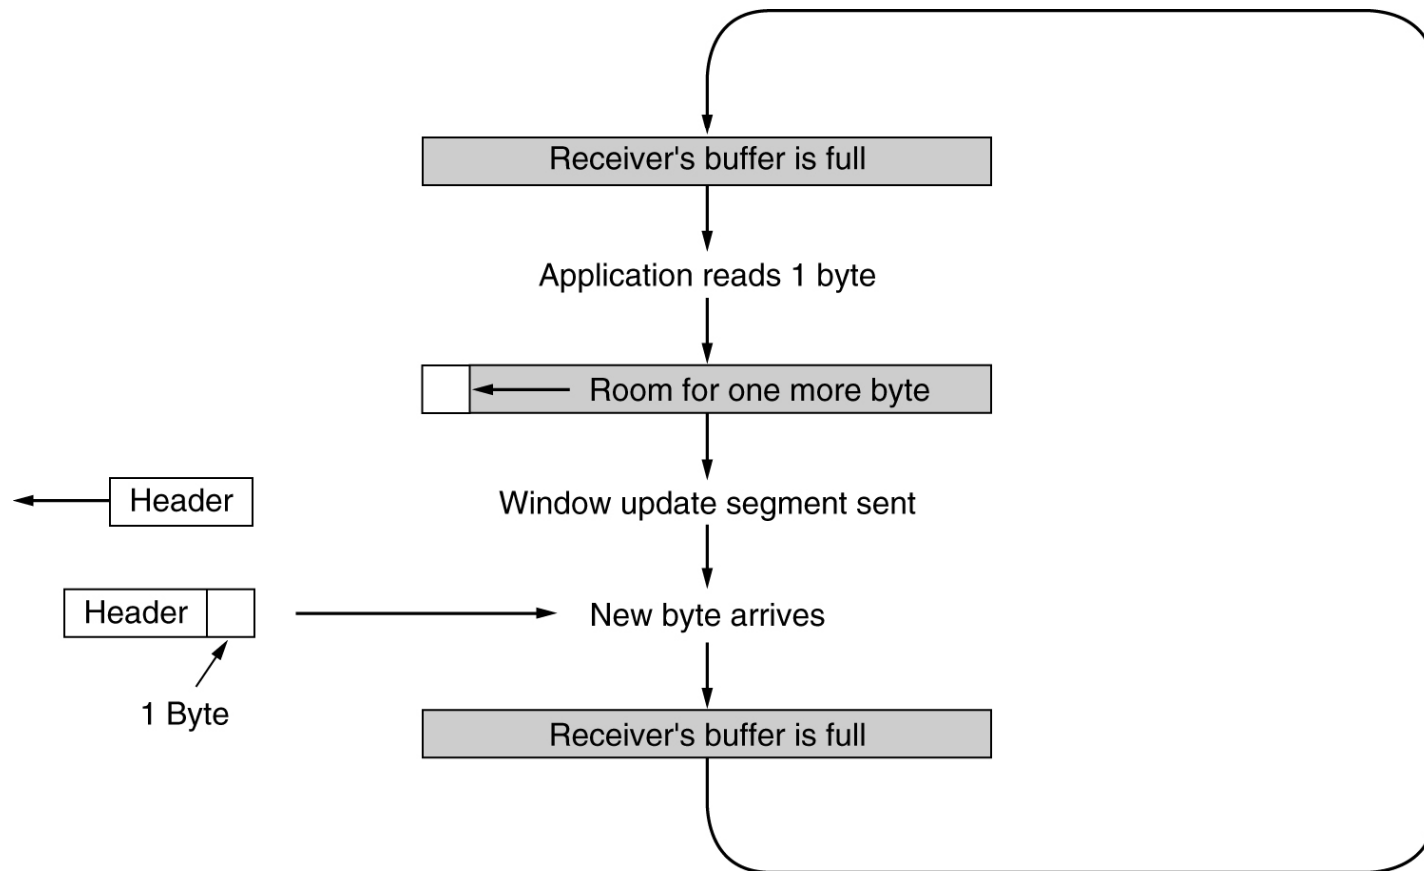 Receiver's buffer is full
Application reads 1 byte
Room for one more byte
Header
Window update segment sent
Header
New byte arrives
1 Byte
Receiver's buffer is full